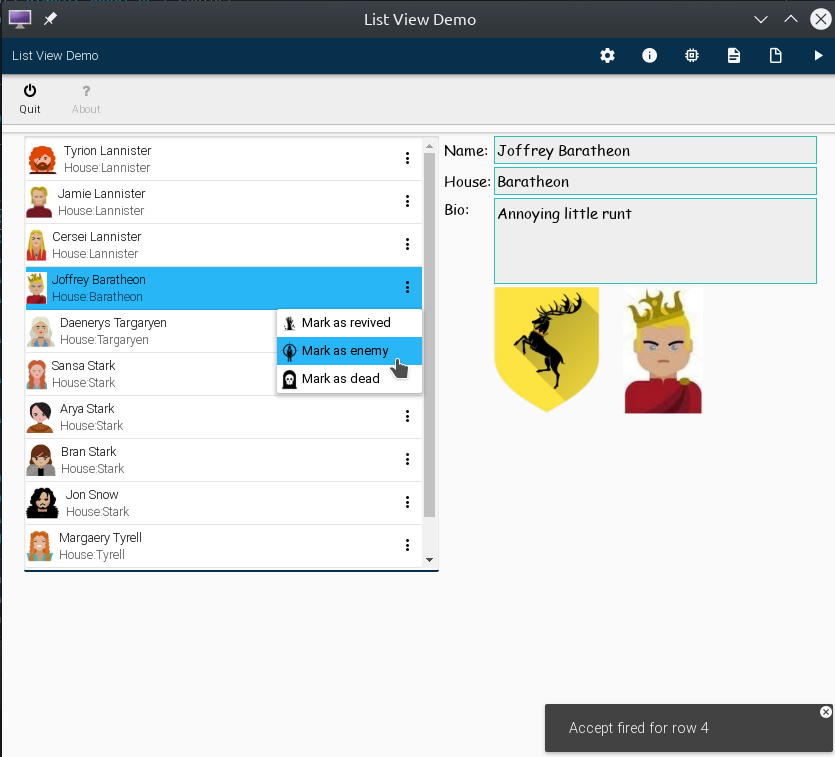 List View Demo
List View Demo
Quit
?
About
Tyrion Lannister
House:Lannister
Jamie Lannister
House:Lannister
Cersei Lannister
House:Lannister
Joffrey Baratheon
House:Baratheon
Daenerys Targaryen
House:Targaryen
Sansa Stark
House:Stark
Arya Stark
House:Stark
Bran Stark
House:Stark
Jon Snow
House:Stark
Margaery Tyrell
House:Tyrell
Mark as revived
Mark as enemy
Mark as dead
Name: Joffrey Baratheon
House: Baratheon
Bio: Annoying little runt
Accept fired for row 4